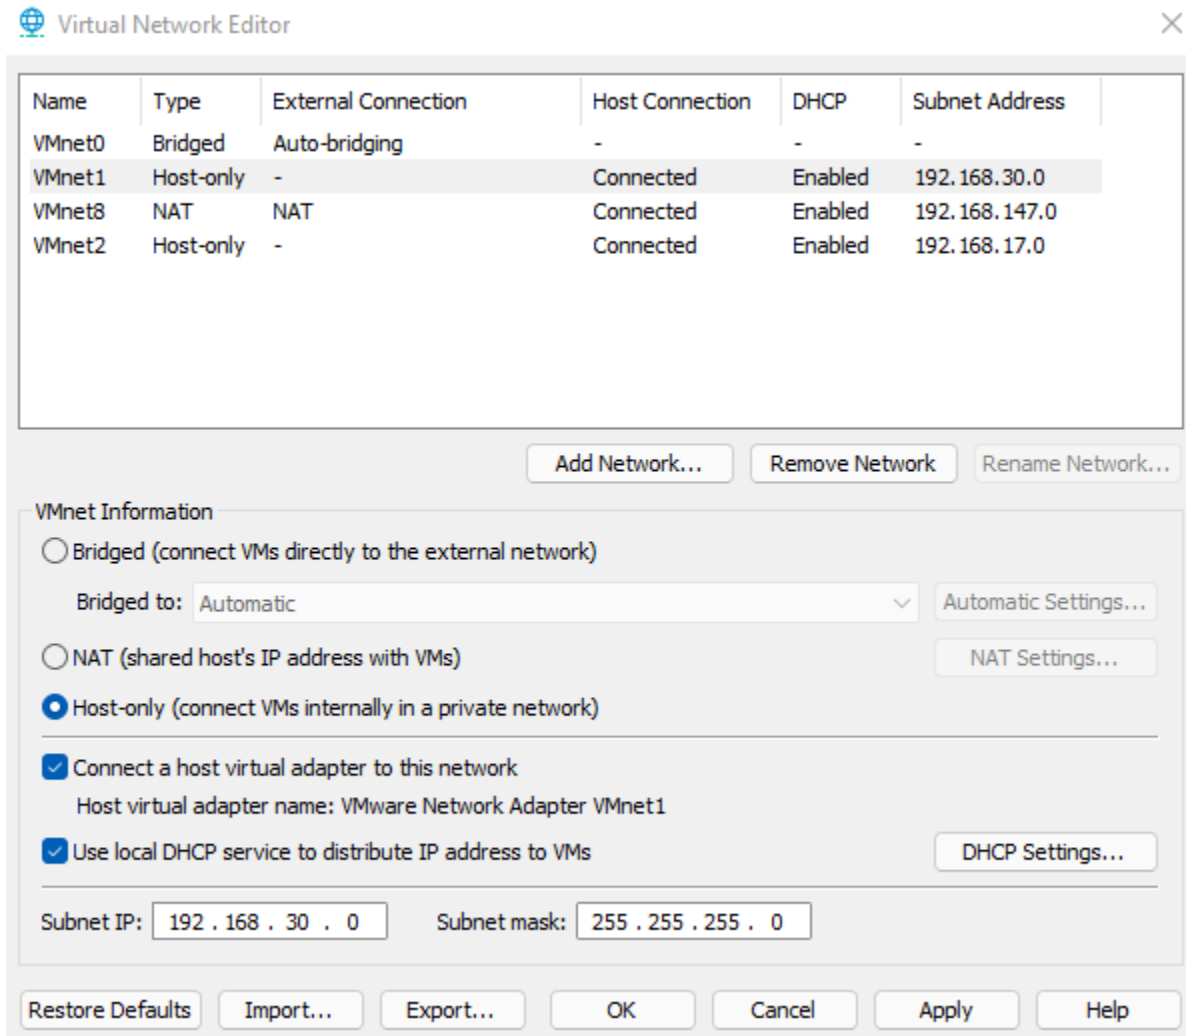 Virtual Network Editor
Name Type External Connection Host Connection DHCP Subnet Address
VMnet0 Bridged Auto-bridging - - -
VMnet1 Host-only - Connected Enabled 192.168.30.0
VMnet8 NAT NAT Connected Enabled 192.168.147.0
VMnet2 Host-only - Connected Enabled 192.168.17.0
Add Network... Remove Network Rename Network...
VMnet Information
Bridged (connect VMs directly to the external network)
Bridged to: Automatic Automatic Settings...
NAT (shared host's IP address with VMs) NAT Settings...
Host-only (connect VMs internally in a private network)
Connect a host virtual adapter to this network
Host virtual adapter name: VMware Network Adapter VMnet1
Use local DHCP service to distribute IP address to VMs DHCP Settings...
Subnet IP: 192 . 168 . 30 . 0 Subnet mask: 255 . 255 . 255 . 0
Restore Defaults Import... Export... OK Cancel Apply Help